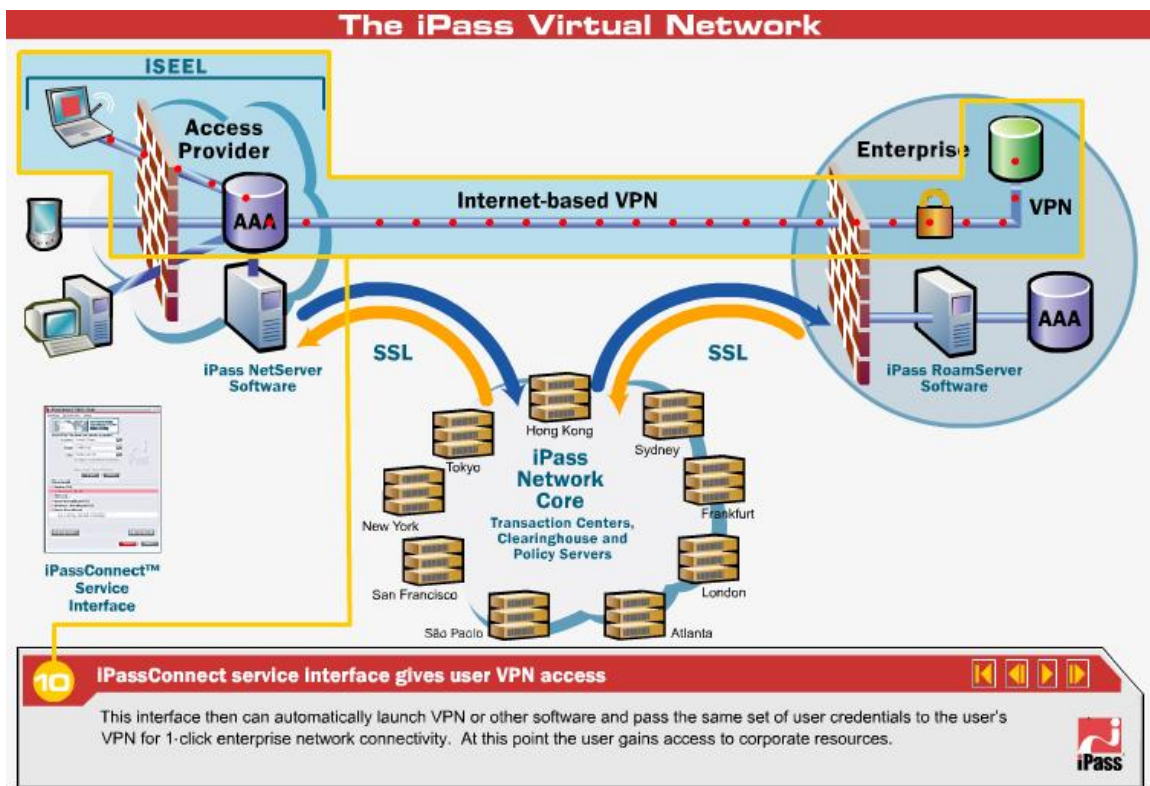 The iPass Virtual Network
iSEEL
Access
Provider
Enterprise
Internet-based VPN
VPN
AAA
AAA
SSL
SSL
iPass NetServer
Software
iPass RoamServer
Software
Hong Kong
Tokyo
Sydney
iPass
Network
Core
Transaction Centers,
Clearinghouse and
Policy Servers
New York
Frankfurt
San Francisco
London
São Paolo
Atlanta
iPassConnect™
Service
Interface
10
iPassConnect service interface gives user VPN access
This interface then can automatically launch VPN or other software and pass the same set of user credentials to the user's
VPN for 1-click enterprise network connectivity. At this point the user gains access to corporate resources.
iPass